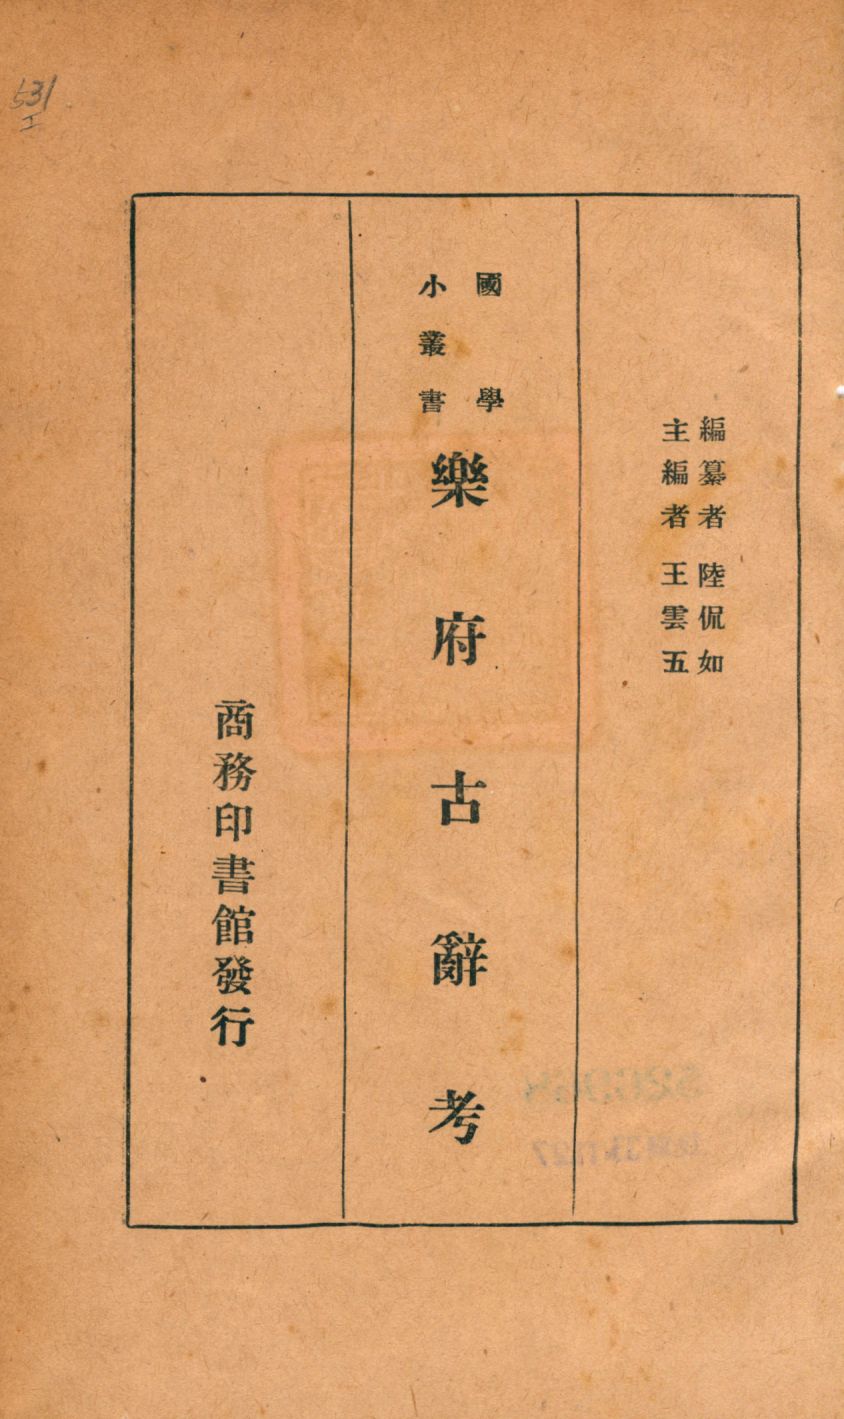 531
編纂者 陸侃如
主編者 王雲五
國學
小叢書
樂府古辭考
商務印書館發行